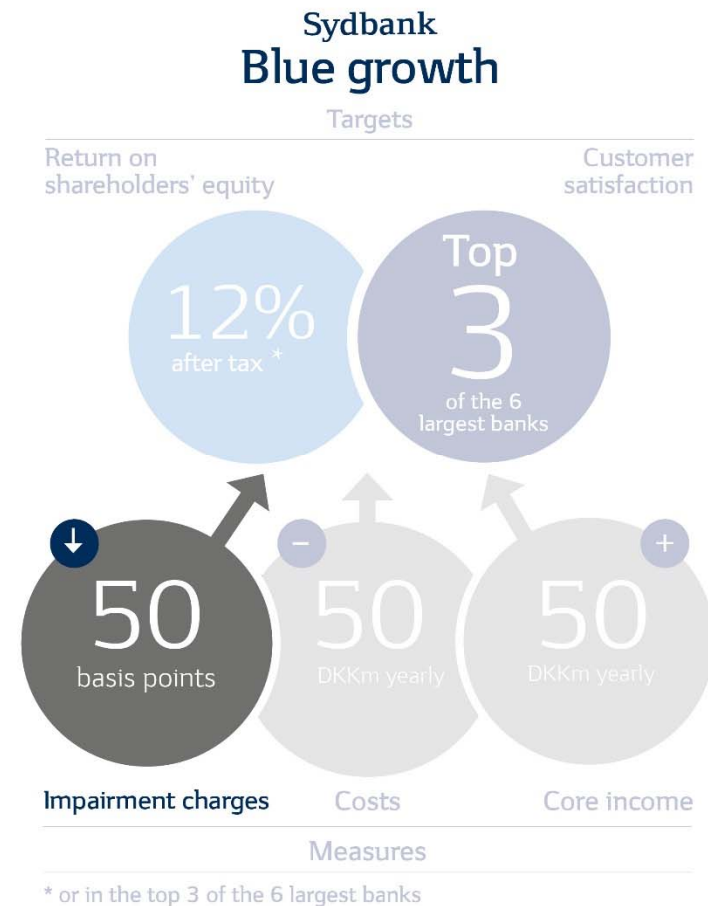 Sydbank
Blue growth
Targets
Return on
shareholders' equity
Customer
satisfaction
12%
after tax *
Top
3
of the 6
largest banks
↓
50
basis points
−
50
DKKm yearly
+
50
DKKm yearly
Impairment charges
Costs
Core income
Measures
* or in the top 3 of the 6 largest banks